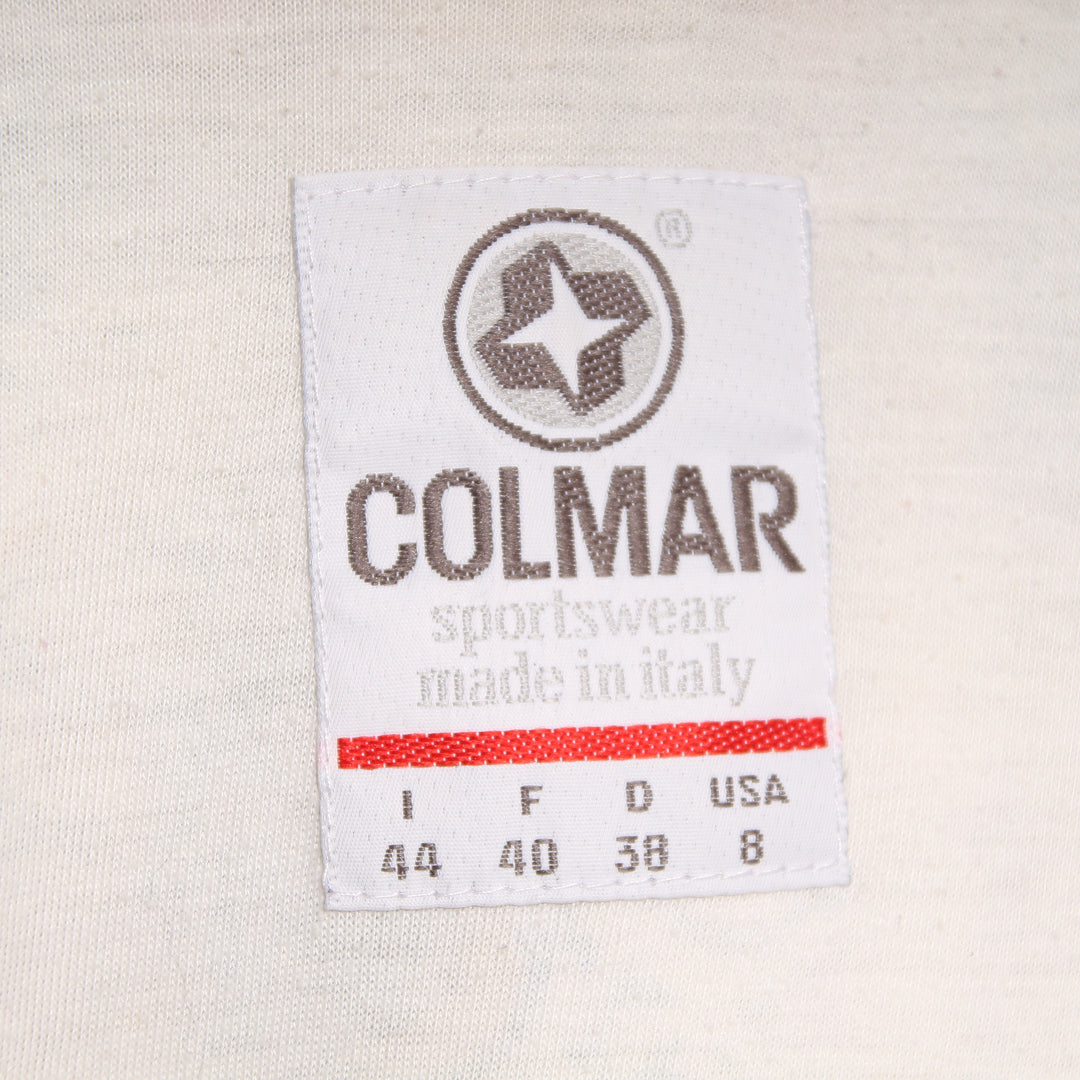 ®
COLMAR
sportswear
made in italy
I F D USA
44 40 38 8